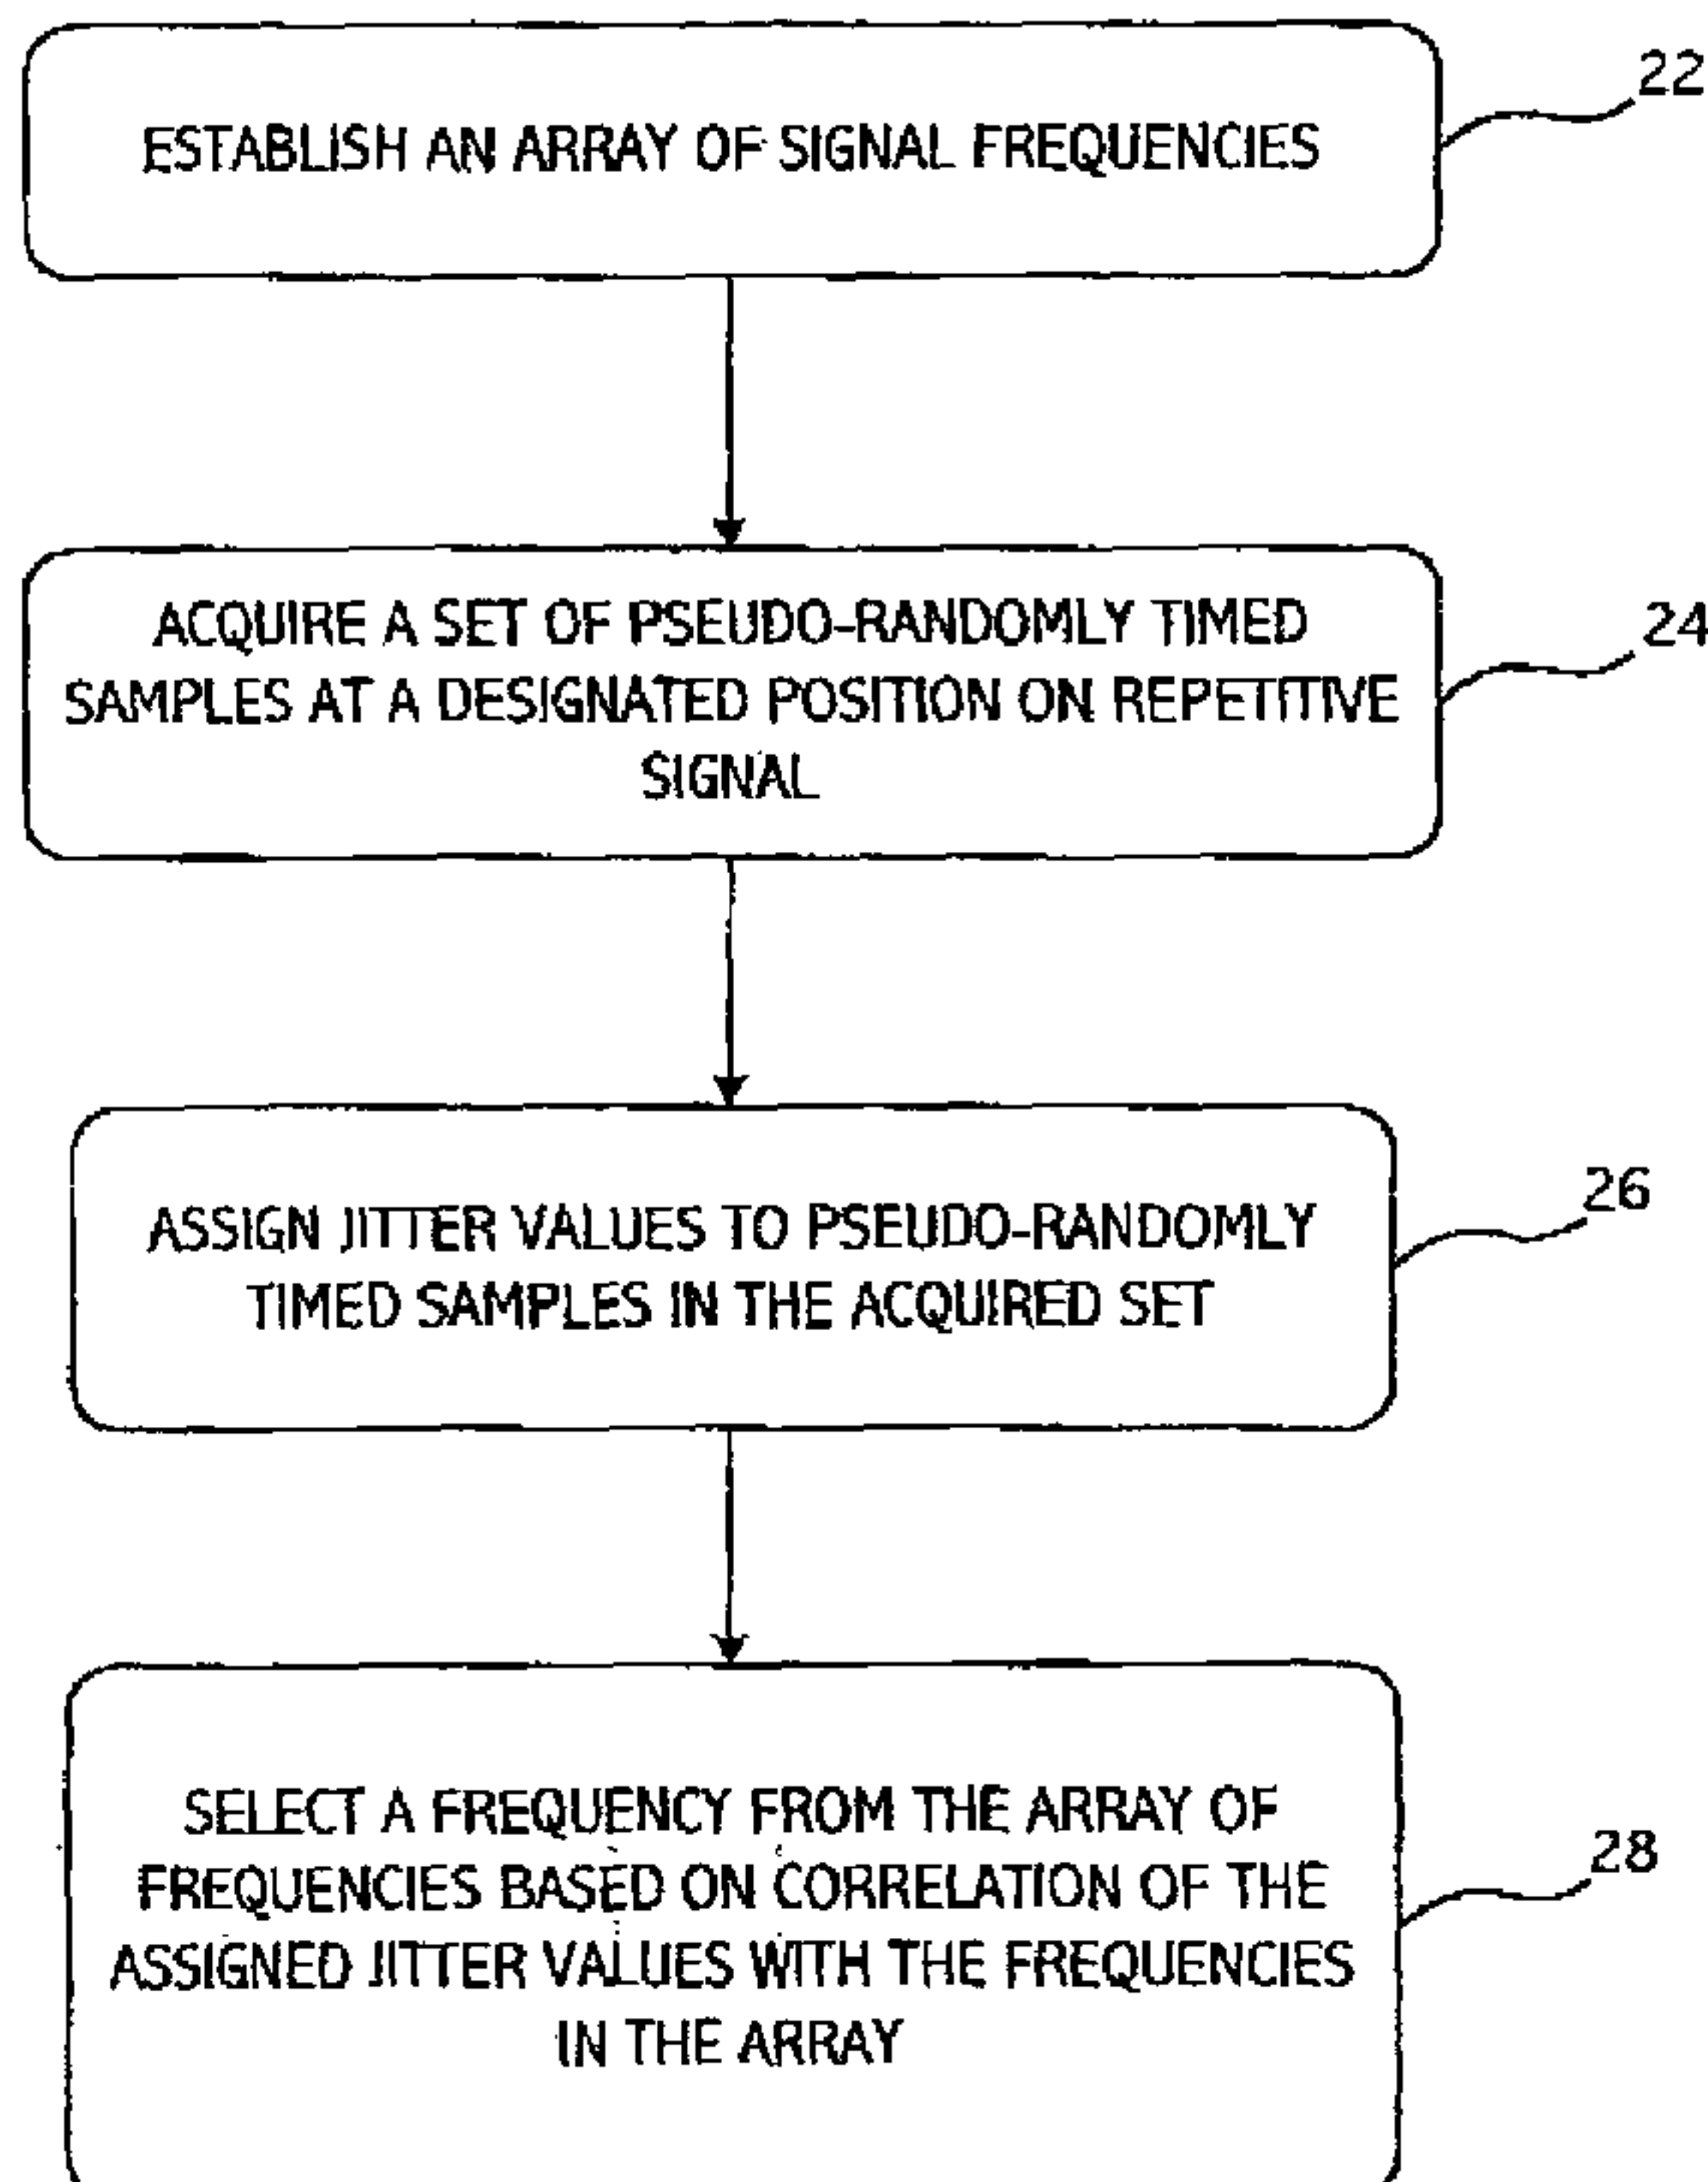 22
ESTABLISH AN ARRAY OF SIGNAL FREQUENCIES
24
ACQUIRE A SET OF PSEUDO-RANDOMLY TIMED
SAMPLES AT A DESIGNATED POSITION ON REPETITIVE
SIGNAL
26
ASSIGN JITTER VALUES TO PSEUDO-RANDOMLY
TIMED SAMPLES IN THE ACQUIRED SET
28
SELECT A FREQUENCY FROM THE ARRAY OF
FREQUENCIES BASED ON CORRELATION OF THE
ASSIGNED JITTER VALUES WITH THE FREQUENCIES
IN THE ARRAY